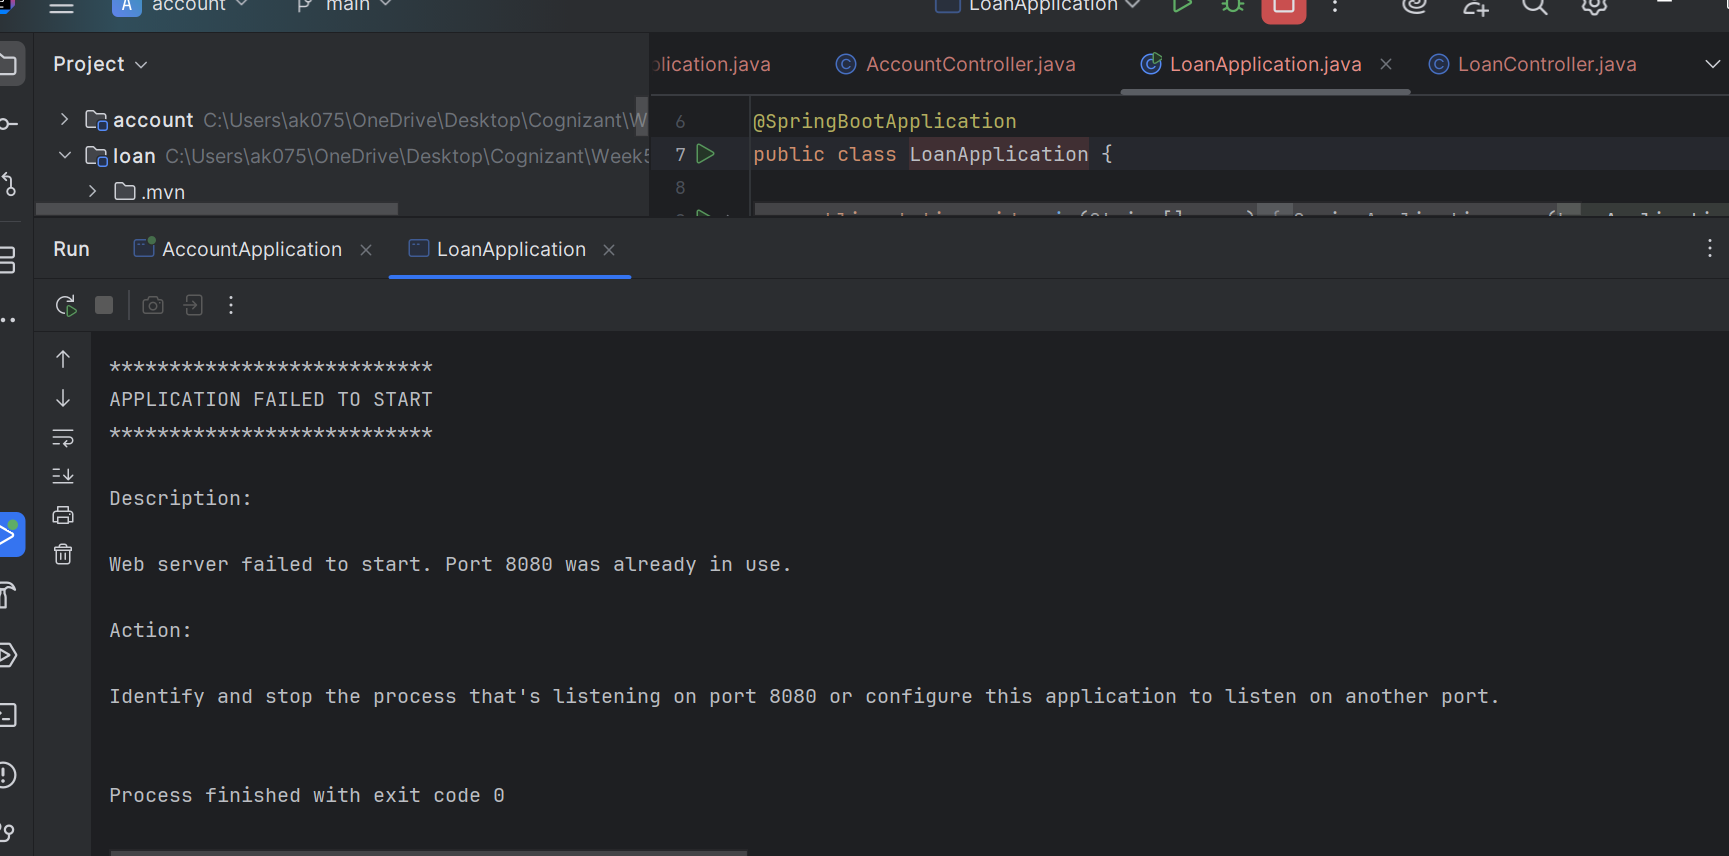 A account main LoanApplication
Project
plication.java AccountController.java LoanApplication.java LoanController.java
account C:\Users\ak075\OneDrive\Desktop\Cognizant\W
loan C:\Users\ak075\OneDrive\Desktop\Cognizant\Week5
.mvn
6 @SpringBootApplication
7 public class LoanApplication {
8
Run AccountApplication LoanApplication
***************************
APPLICATION FAILED TO START
***************************
Description:
Web server failed to start. Port 8080 was already in use.
Action:
Identify and stop the process that's listening on port 8080 or configure this application to listen on another port.
Process finished with exit code 0